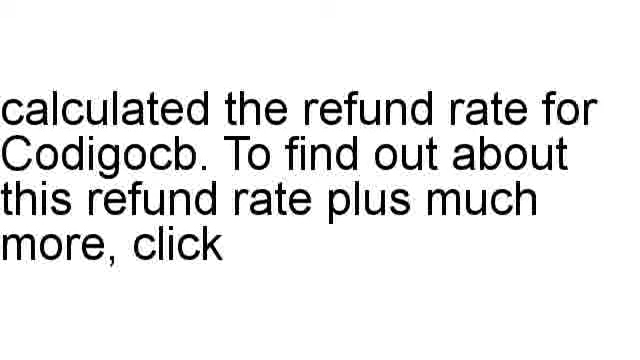 calculated the refund rate for
Codigocb. To find out about
this refund rate plus much
more, click